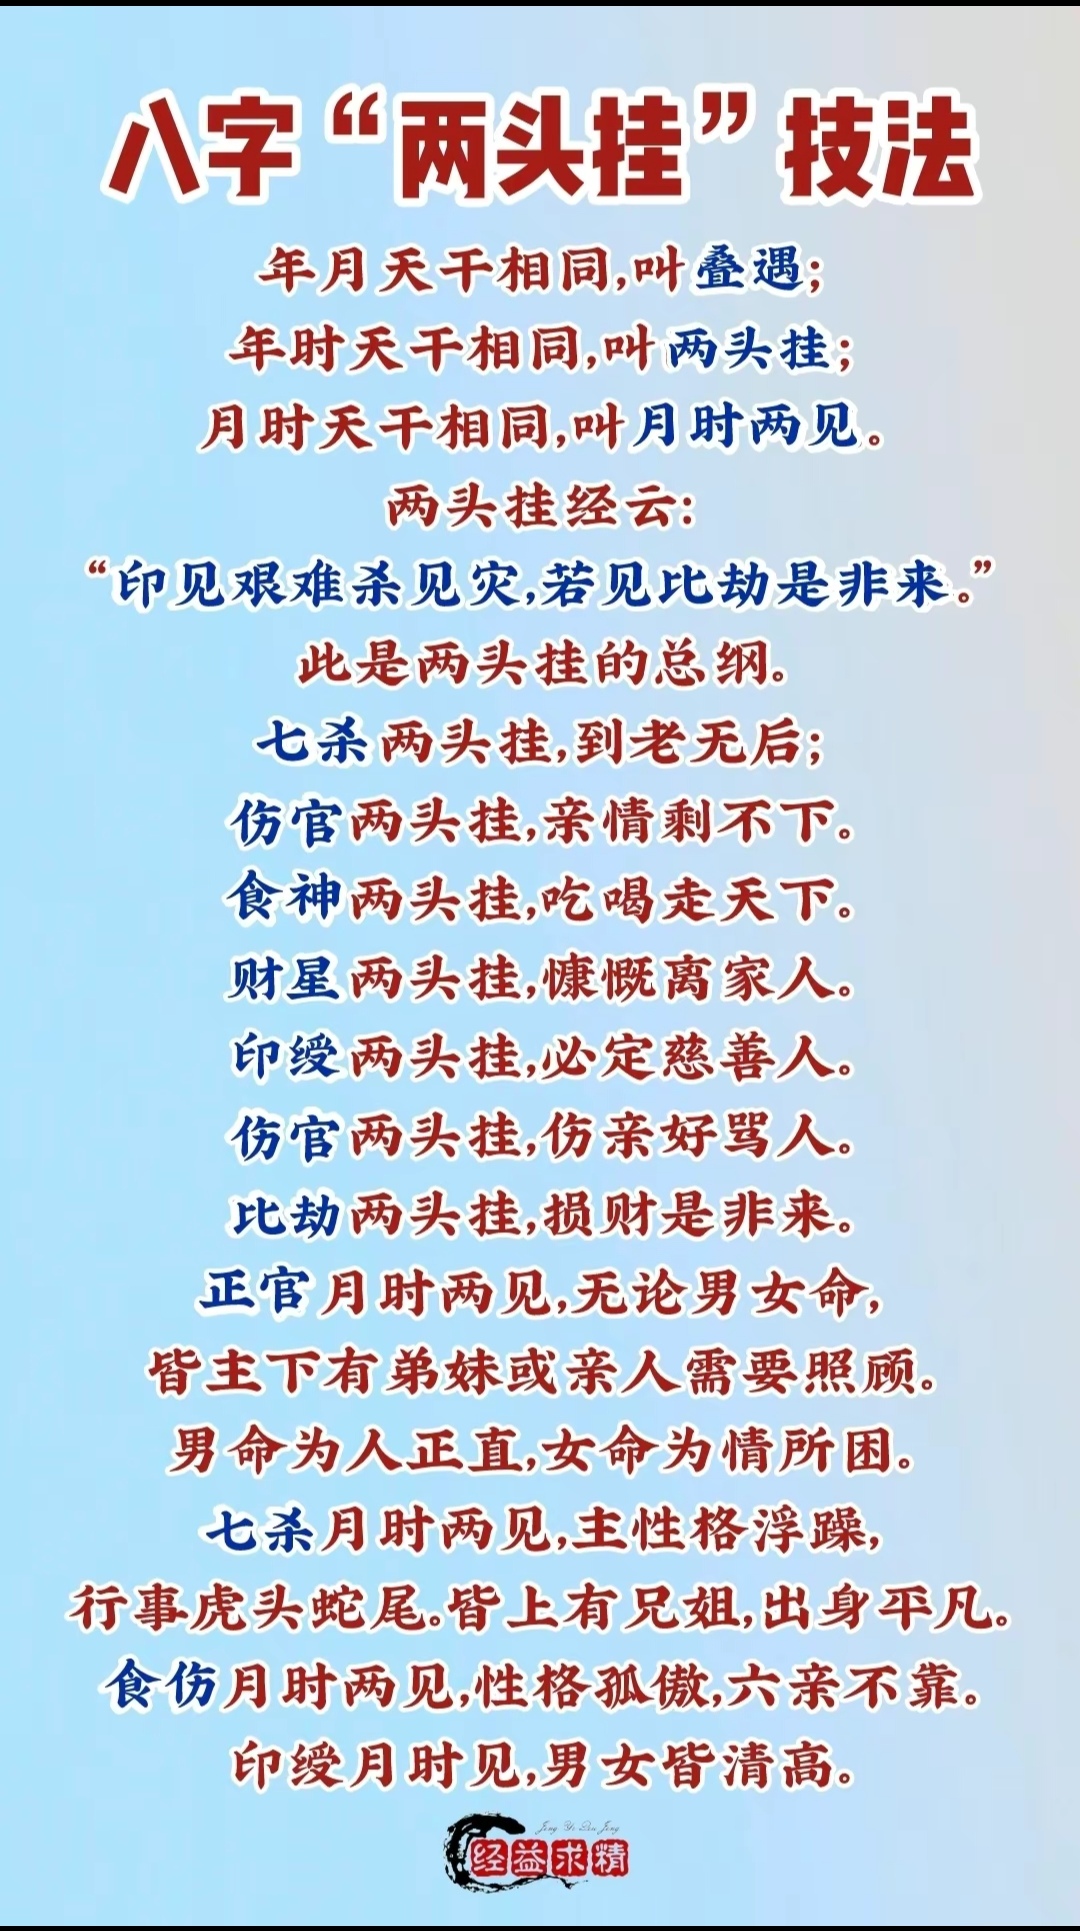 八字“两头挂”技法
年月天干相同,叫叠遇;
年时天干相同,叫两头挂;
月时天干相同,叫月时两见。
两头挂经云:
“印见艰难杀见灾,若见比劫是非来。”
此是两头挂的总纲。
七杀两头挂,到老无后;
伤官两头挂,亲情剩不下。
食神两头挂,吃喝走天下。
财星两头挂,慷慨离家人。
印绶两头挂,必定慈善人。
伤官两头挂,伤亲好骂人。
比劫两头挂,损财是非来。
正官月时两见,无论男女命,
皆主下有弟妹或亲人需要照顾。
男命为人正直,女命为情所困。
七杀月时两见,主性格浮躁,
行事虎头蛇尾。皆上有兄姐,出身平凡。
食伤月时两见,性格孤傲,六亲不靠。
印绶月时见,男女皆清高。
Jing Yi Qiu Jing
经益求精